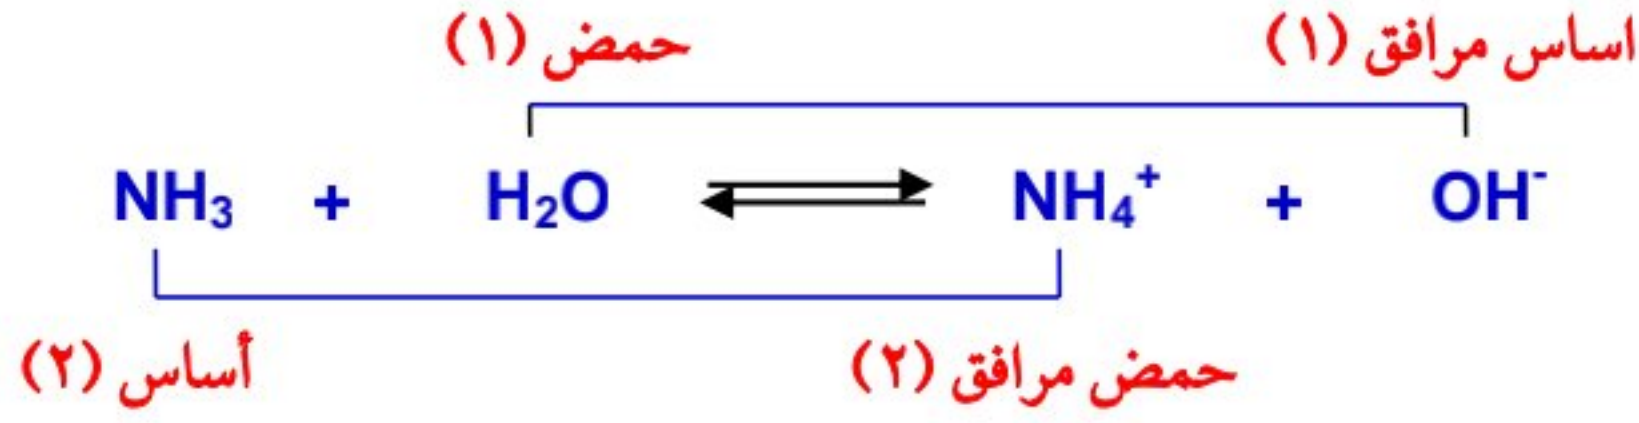 حمض (١) اساس مرافق (١)
NH₃ + H₂O ⇌ NH₄⁺ + OH⁻
أساس (٢) حمض مرافق (٢)